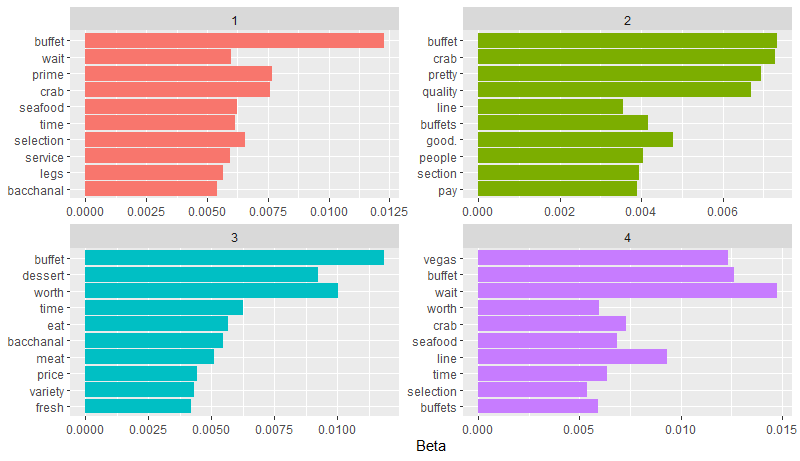 1
buffet
wait
prime
crab
seafood
time
selection
service
legs
bacchanal
0.0000 0.0025 0.0050 0.0075 0.0100 0.0125
2
buffet
crab
pretty
quality
line
buffets
good.
people
section
pay
0.000 0.002 0.004 0.006
3
buffet
dessert
worth
time
eat
bacchanal
meat
price
variety
fresh
0.0000 0.0025 0.0050 0.0075 0.0100
4
vegas
buffet
wait
worth
crab
seafood
line
time
selection
buffets
0.000 0.005 0.010 0.015
Beta